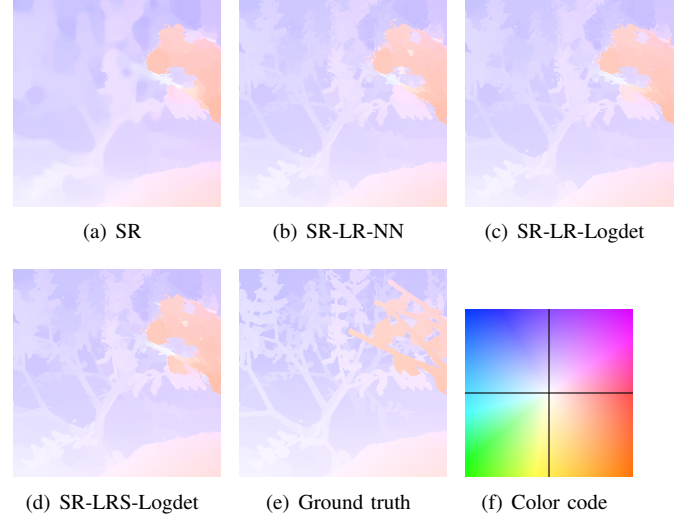 (a) SR
(b) SR-LR-NN
(c) SR-LR-Logdet
(d) SR-LRS-Logdet
(e) Ground truth
(f) Color code